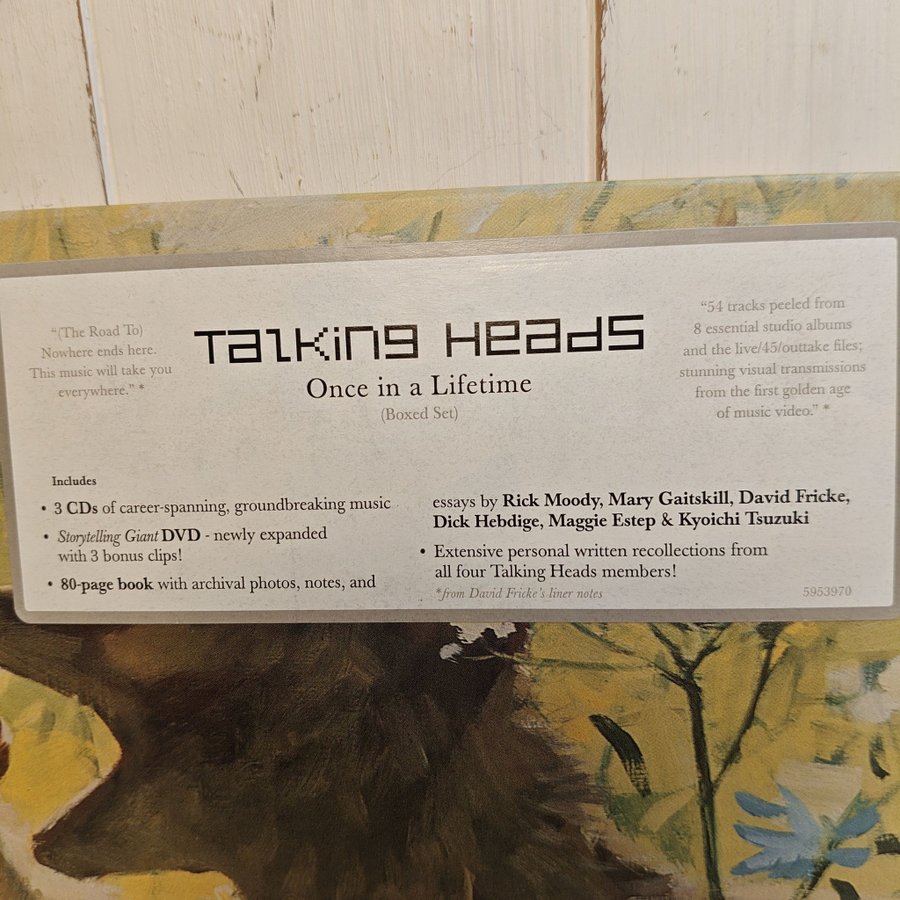 "(The Road To)
Nowhere ends here.
This music will take you
everywhere." *
Talking Heads
Once in a Lifetime
(Boxed Set)
"54 tracks peeled from
8 essential studio albums
and the live/45/outtake files;
stunning visual transmissions
from the first golden age
of music video." *
Includes
• 3 CDs of career-spanning, groundbreaking music
• Storytelling Giant DVD - newly expanded
with 3 bonus clips!
• 80-page book with archival photos, notes, and
essays by Rick Moody, Mary Gaitskill, David Fricke,
Dick Hebdige, Maggie Estep & Kyoichi Tsuzuki
• Extensive personal written recollections from
all four Talking Heads members!
*from David Fricke's liner notes
5953970